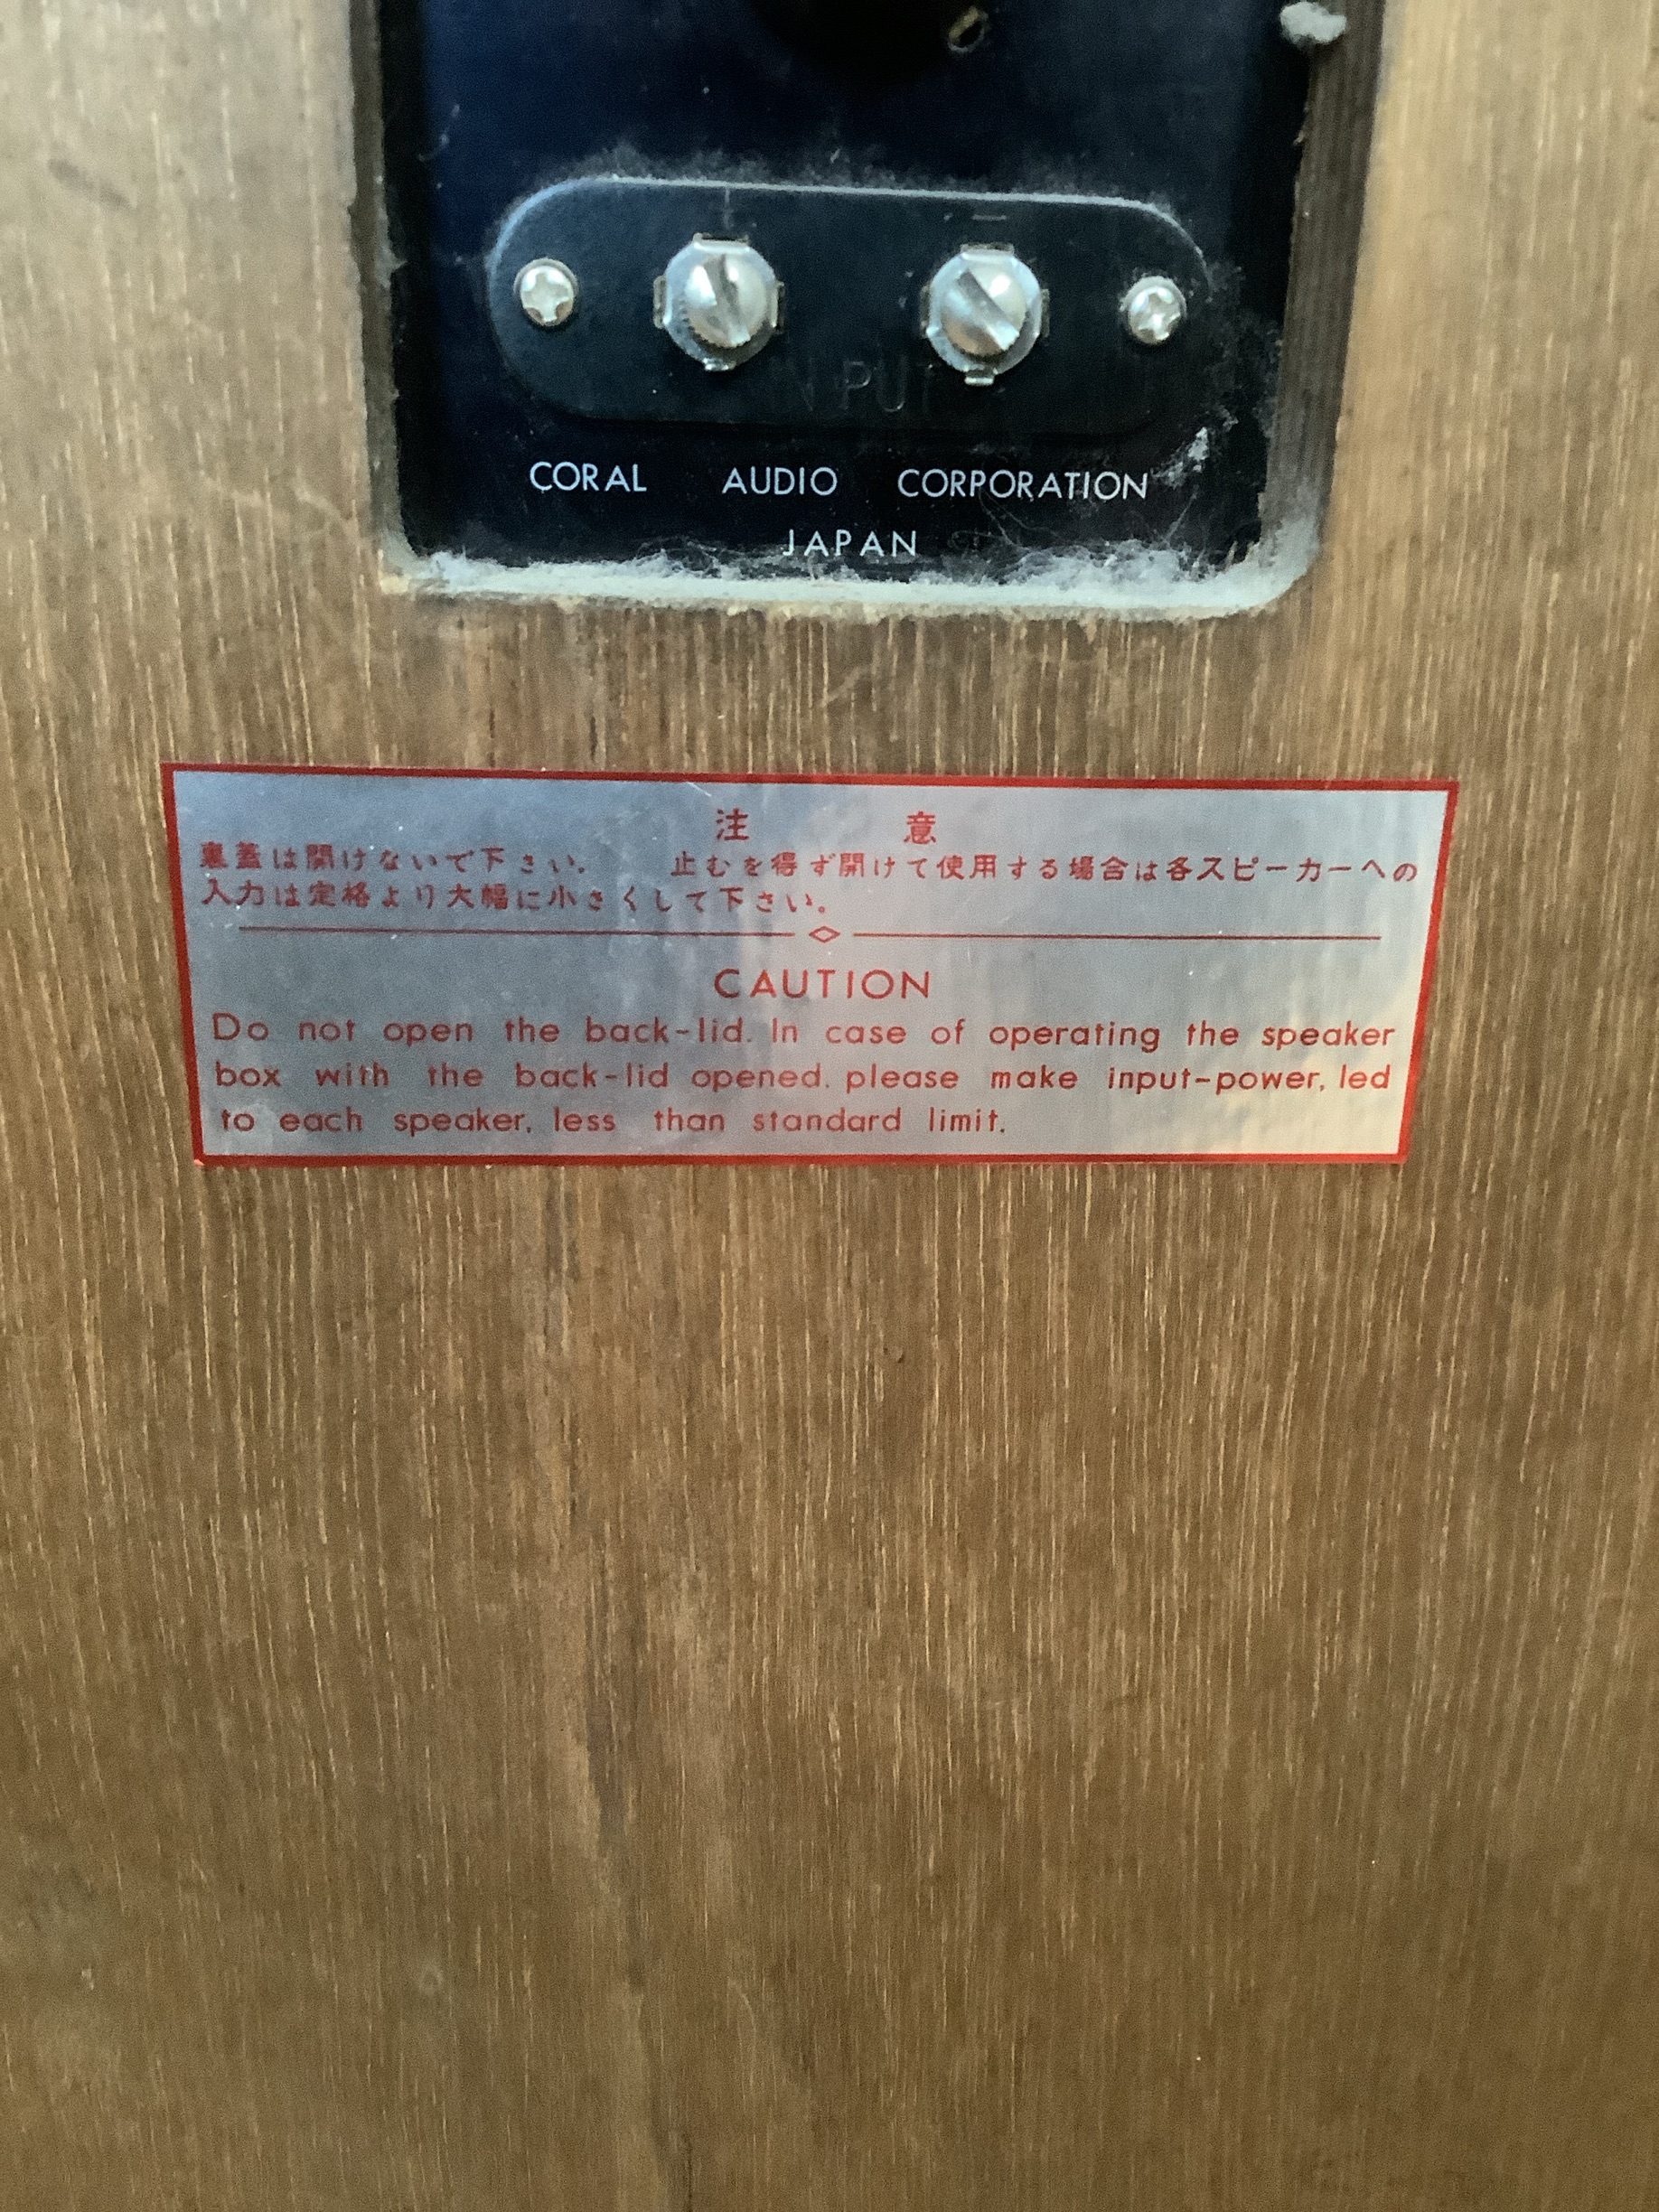 + −
INPUT
CORAL AUDIO CORPORATION
JAPAN
注 意
裏蓋は開けないで下さい。 止むを得ず開けて使用する場合は各スピーカーへの
入力は定格より大幅に小さくして下さい。
CAUTION
Do not open the back-lid. In case of operating the speaker
box with the back-lid opened, please make input-power, led
to each speaker, less than standard limit.